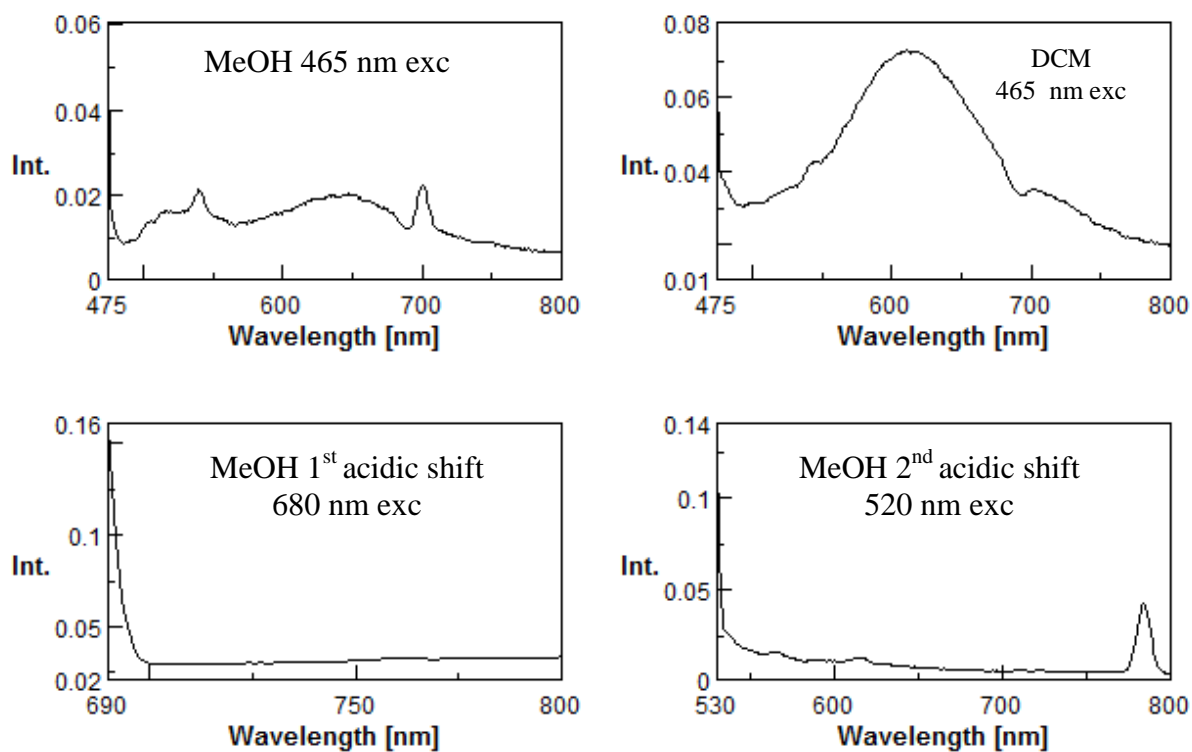 0.06
MeOH 465 nm exc
0.04
Int.
0.02
0
475
600
700
800
Wavelength [nm]
0.08
DCM
465 nm exc
0.06
Int.
0.04
0.01
475
600
700
800
Wavelength [nm]
0.16
MeOH 1st acidic shift
680 nm exc
0.1
Int.
0.05
0.02
690
750
800
Wavelength [nm]
0.14
MeOH 2nd acidic shift
520 nm exc
0.1
Int.
0.05
0
530
600
700
800
Wavelength [nm]